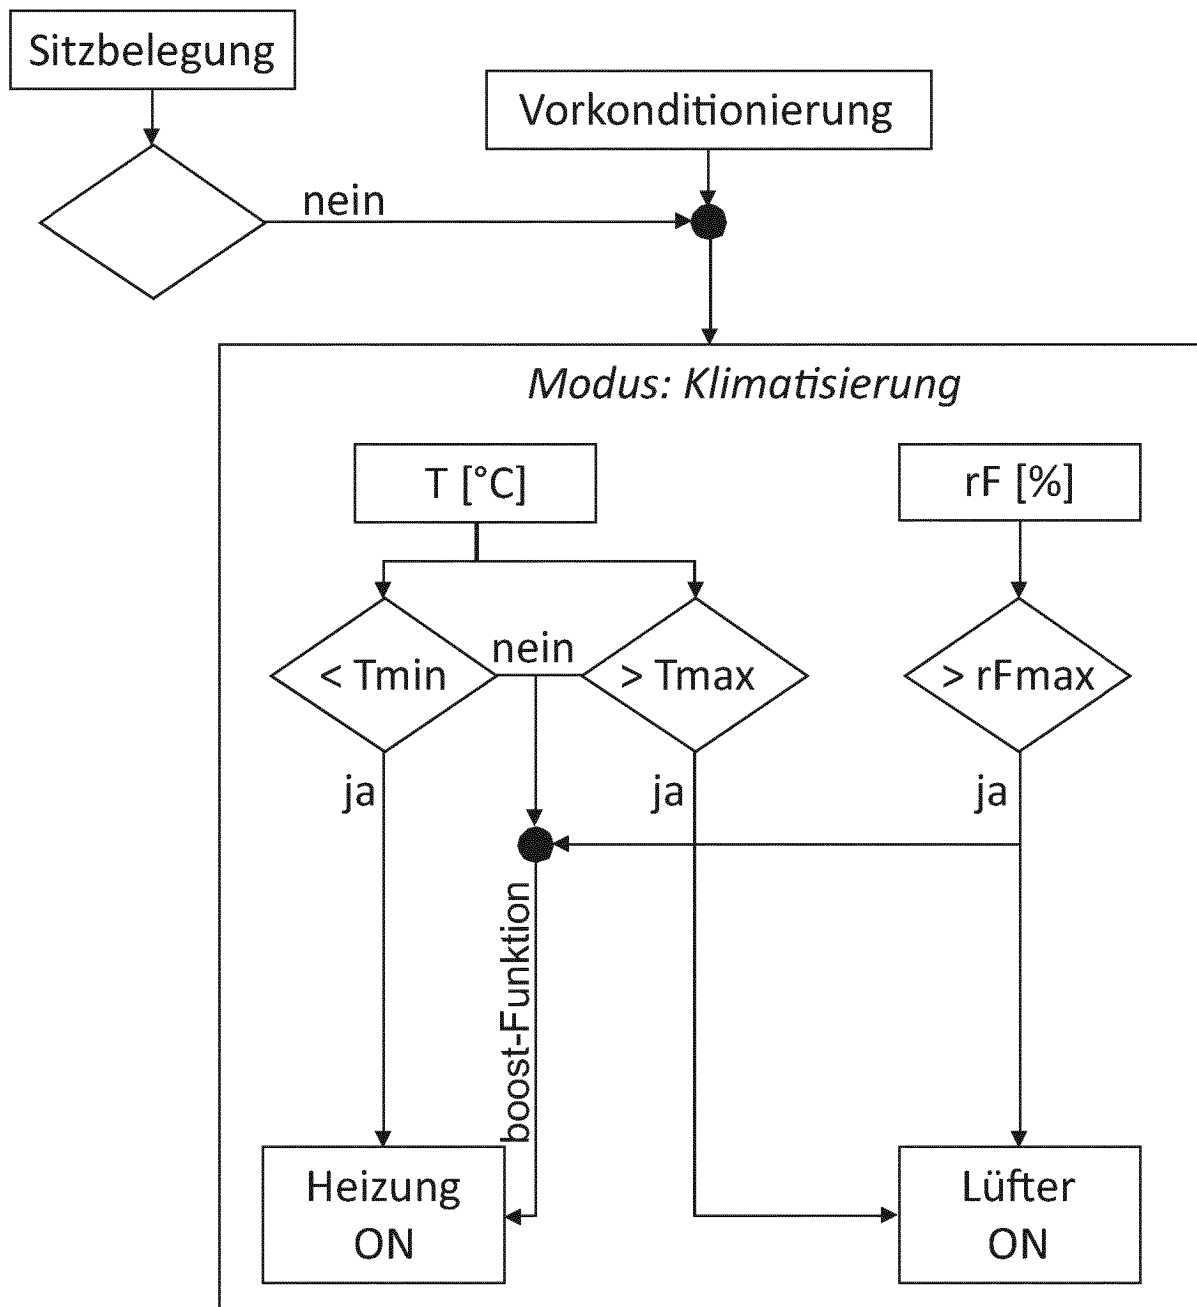 Sitzbelegung
Vorkonditionierung
nein
Modus: Klimatisierung
T [°C]
rF [%]
< Tmin
nein
> Tmax
> rFmax
ja
ja
ja
boost-Funktion
Heizung
ON
Lüfter
ON